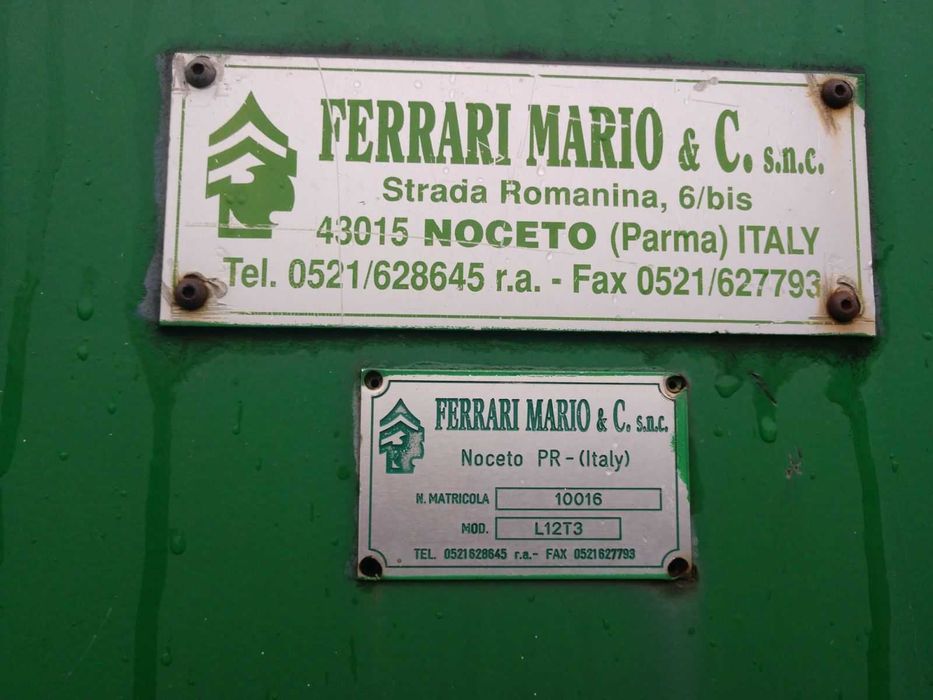 FERRARI MARIO & C. s.n.c.
Strada Romanina, 6/bis
43015 NOCETO (Parma) ITALY
Tel. 0521/628645 r.a. - Fax 0521/627793
FERRARI MARIO & C. s.n.c.
Noceto PR - (Italy)
N. MATRICOLA 10016
MOD. L12T3
TEL. 0521628645 r.a.- FAX 0521627793